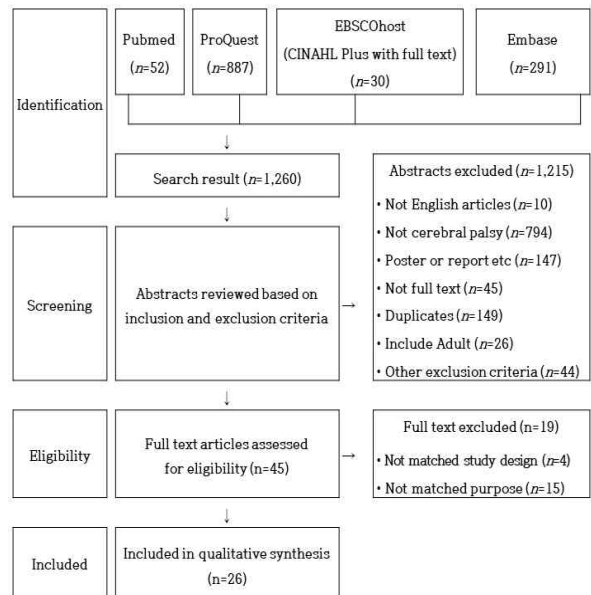 Identification
Pubmed
(n=52)
ProQuest
(n=887)
EBSCOhost
(CINAHL Plus with full text)
(n=30)
Embase
(n=291)
↓
Search result (n=1,260)
↓
Abstracts excluded (n=1,215)
• Not English articles (n=10)
• Not cerebral palsy (n=794)
• Poster or report etc (n=147)
• Not full text (n=45)
• Duplicates (n=149)
• Include Adult (n=26)
• Other exclusion criteria (n=44)
Screening
Abstracts reviewed based on
inclusion and exclusion criteria
→
↓
Eligibility
Full text articles assessed
for eligibility (n=45)
→
Full text excluded (n=19)
• Not matched study design (n=4)
• Not matched purpose (n=15)
↓
Included
Included in qualitative synthesis
(n=26)